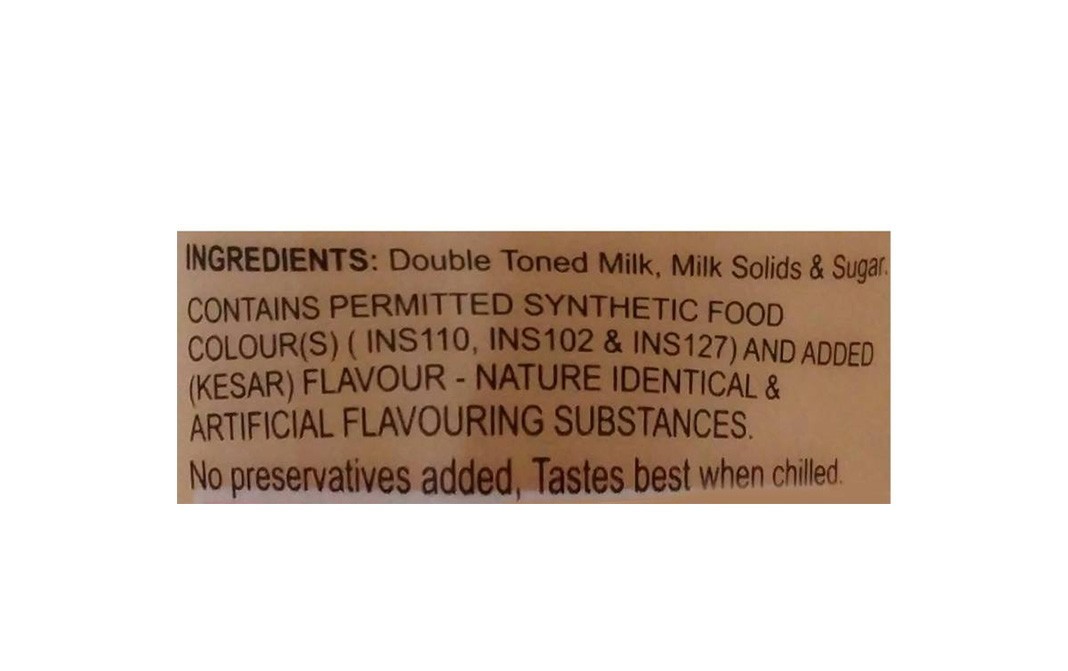 INGREDIENTS: Double Toned Milk, Milk Solids & Sugar.
CONTAINS PERMITTED SYNTHETIC FOOD
COLOUR(S) ( INS110, INS102 & INS127) AND ADDED
(KESAR) FLAVOUR - NATURE IDENTICAL &
ARTIFICIAL FLAVOURING SUBSTANCES.
No preservatives added, Tastes best when chilled.